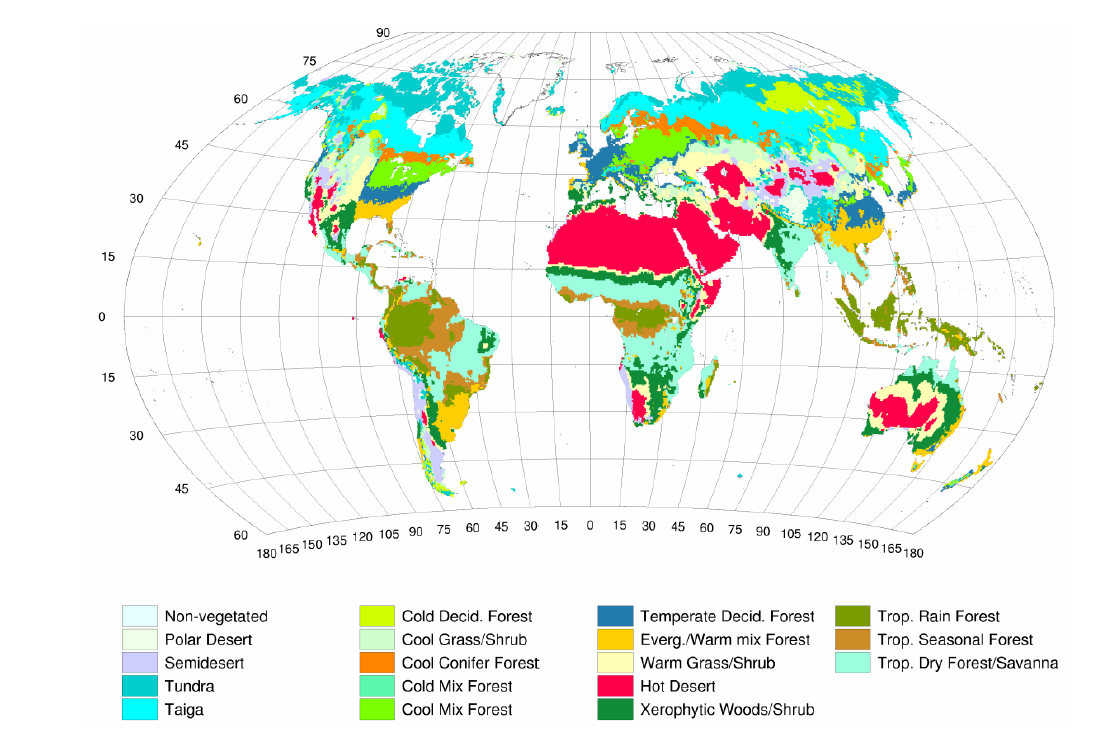 90
75
60
45
30
15
0
15
30
45
60
180 165 150 135 120 105 90 75 60 45 30 15 0 15 30 45 60 75 90 105 120 135 150 165 180
Non-vegetated Cold Decid. Forest Temperate Decid. Forest Trop. Rain Forest
Polar Desert Cool Grass/Shrub Everg./Warm mix Forest Trop. Seasonal Forest
Semidesert Cool Conifer Forest Warm Grass/Shrub Trop. Dry Forest/Savanna
Tundra Cold Mix Forest Hot Desert
Taiga Cool Mix Forest Xerophytic Woods/Shrub